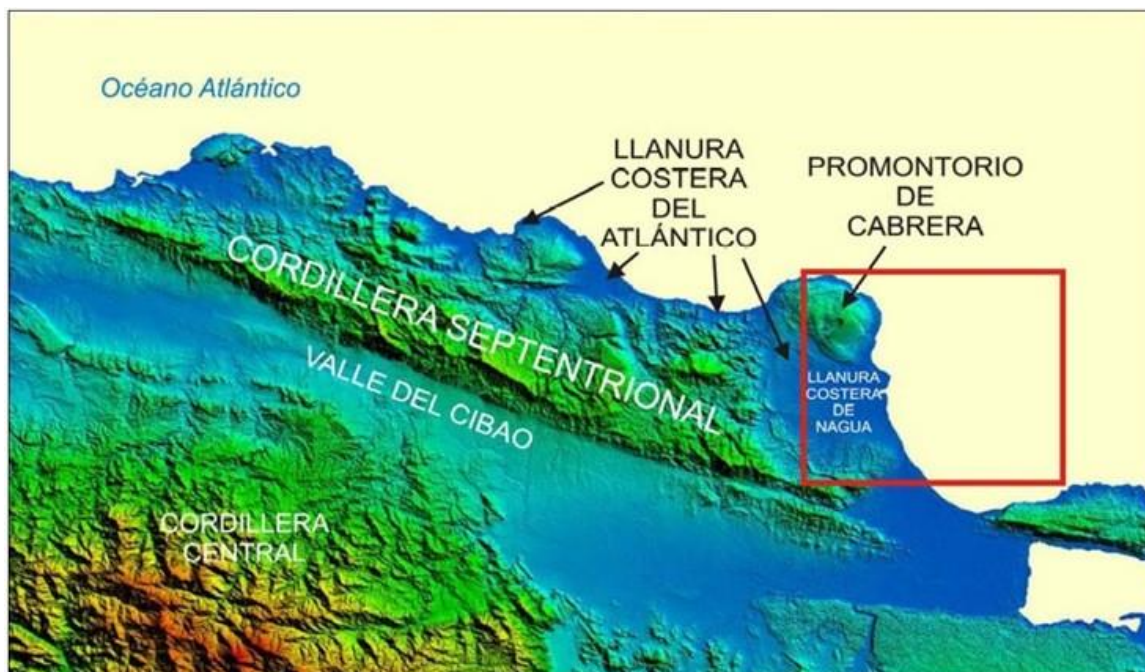 Océano Atlántico
LLANURA
COSTERA
DEL
ATLÁNTICO
PROMONTORIO
DE
CABRERA
CORDILLERA SEPTENTRIONAL
VALLE DEL CIBAO
LLANURA
COSTERA
DE
NAGUA
CORDILLERA
CENTRAL